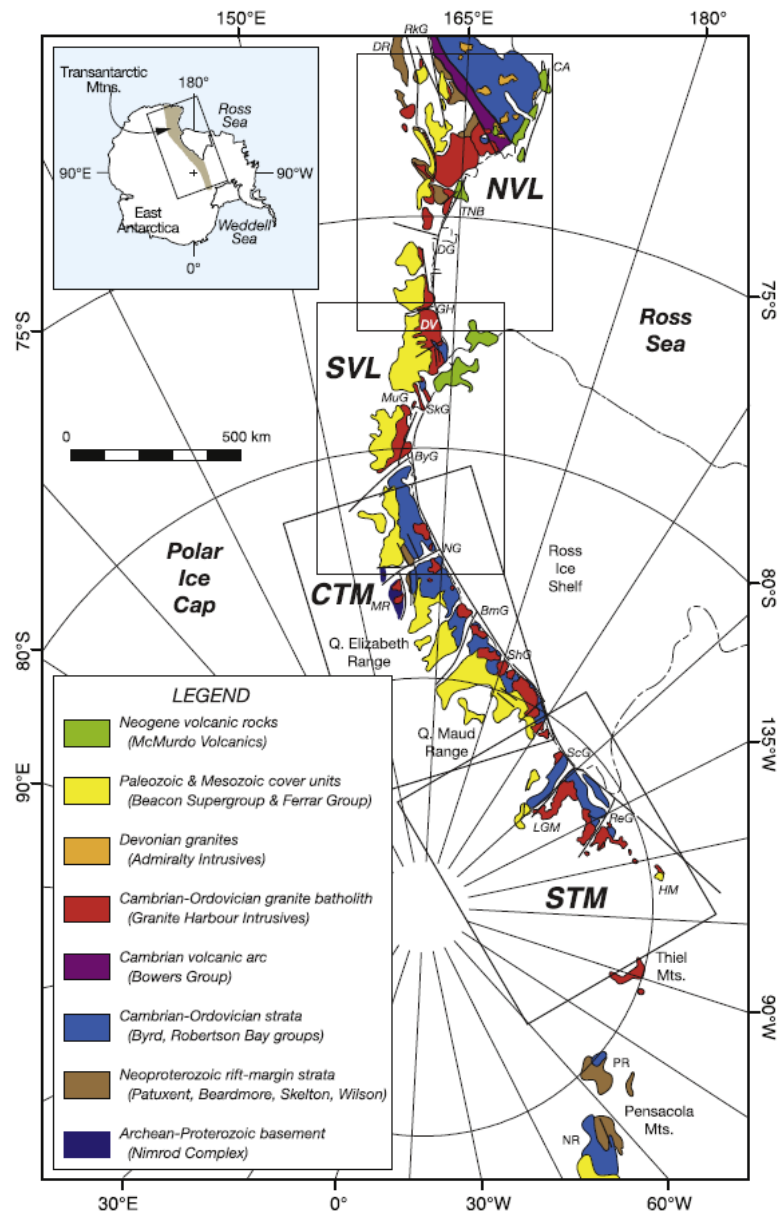 150°E
165°E
180°
RkG
DR
CA
Transantarctic
Mtns.
180°
Ross
Sea
90°E
90°W
East
Antarctica
Weddell
Sea
0°
NVL
TNB
DG
75°S
GH
DV
Ross
Sea
75°S
SVL
MuG
SkG
0
500 km
ByG
Polar
Ice
Cap
NG
Ross
Ice
Shelf
CTM
MR
BmG
80°S
Q. Elizabeth
Range
ShG
80°S
LEGEND
Neogene volcanic rocks
(McMurdo Volcanics)
Paleozoic & Mesozoic cover units
(Beacon Supergroup & Ferrar Group)
Devonian granites
(Admiralty Intrusives)
Cambrian-Ordovician granite batholith
(Granite Harbour Intrusives)
Cambrian volcanic arc
(Bowers Group)
Cambrian-Ordovician strata
(Byrd, Robertson Bay groups)
Neoproterozoic rift-margin strata
(Patuxent, Beardmore, Skelton, Wilson)
Archean-Proterozoic basement
(Nimrod Complex)
Q. Maud
Range
135°W
ScG
90°E
LGM
ReG
STM
HM
Thiel
Mts.
90°W
PR
Pensacola
Mts.
NR
30°E
0°
30°W
60°W